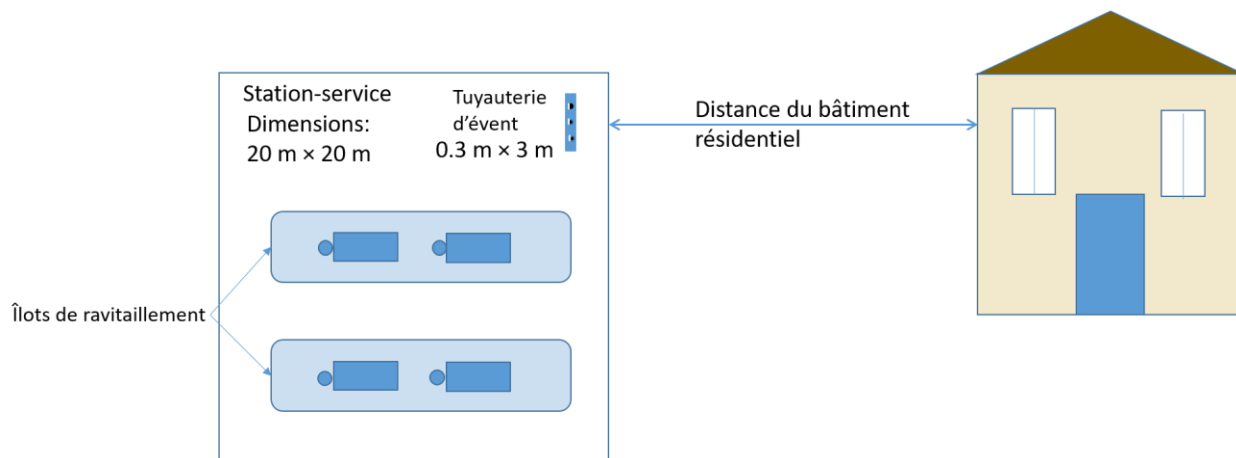 Station-service
Dimensions:
20 m × 20 m
Tuyauterie
d'évent
0.3 m × 3 m
Distance du bâtiment
résidentiel
Îlots de ravitaillement